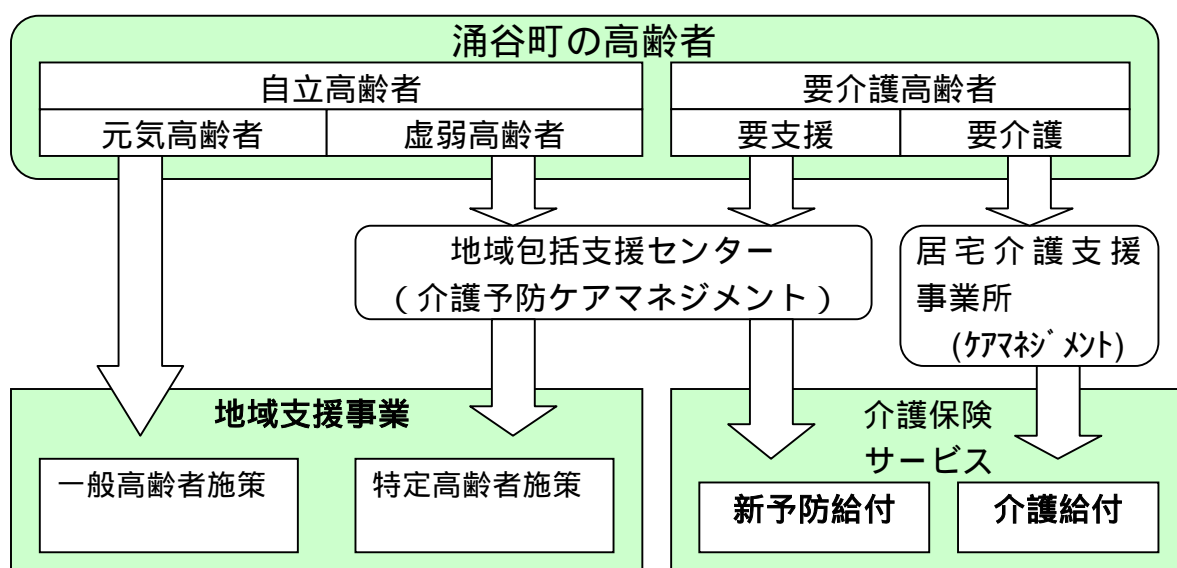 涌谷町の高齢者
自立高齢者
要介護高齢者
元気高齢者
虚弱高齢者
要支援
要介護
地域包括支援センター
(介護予防ケアマネジメント)
居宅介護支援
事業所
(ｹｱﾏﾈｼﾞﾒﾝﾄ)
地域支援事業
一般高齢者施策
特定高齢者施策
介護保険
サービス
新予防給付
介護給付